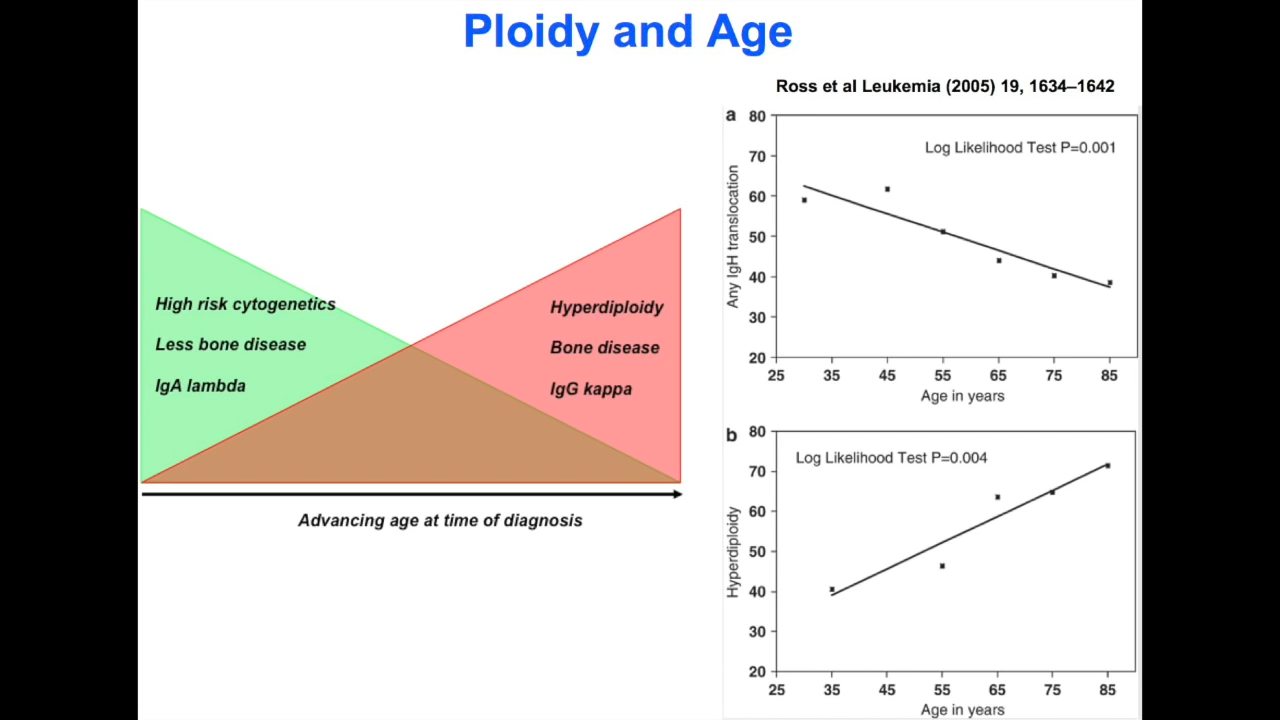 Ploidy and Age
Ross et al Leukemia (2005) 19, 1634–1642
High risk cytogenetics
Less bone disease
IgA lambda
Hyperdiploidy
Bone disease
IgG kappa
Advancing age at time of diagnosis
a
Log Likelihood Test P=0.001
Any IgH translocation
80
70
60
50
40
30
20
25 35 45 55 65 75 85
Age in years
b
Log Likelihood Test P=0.004
Hyperdiploidy
80
70
60
50
40
30
20
25 35 45 55 65 75 85
Age in years